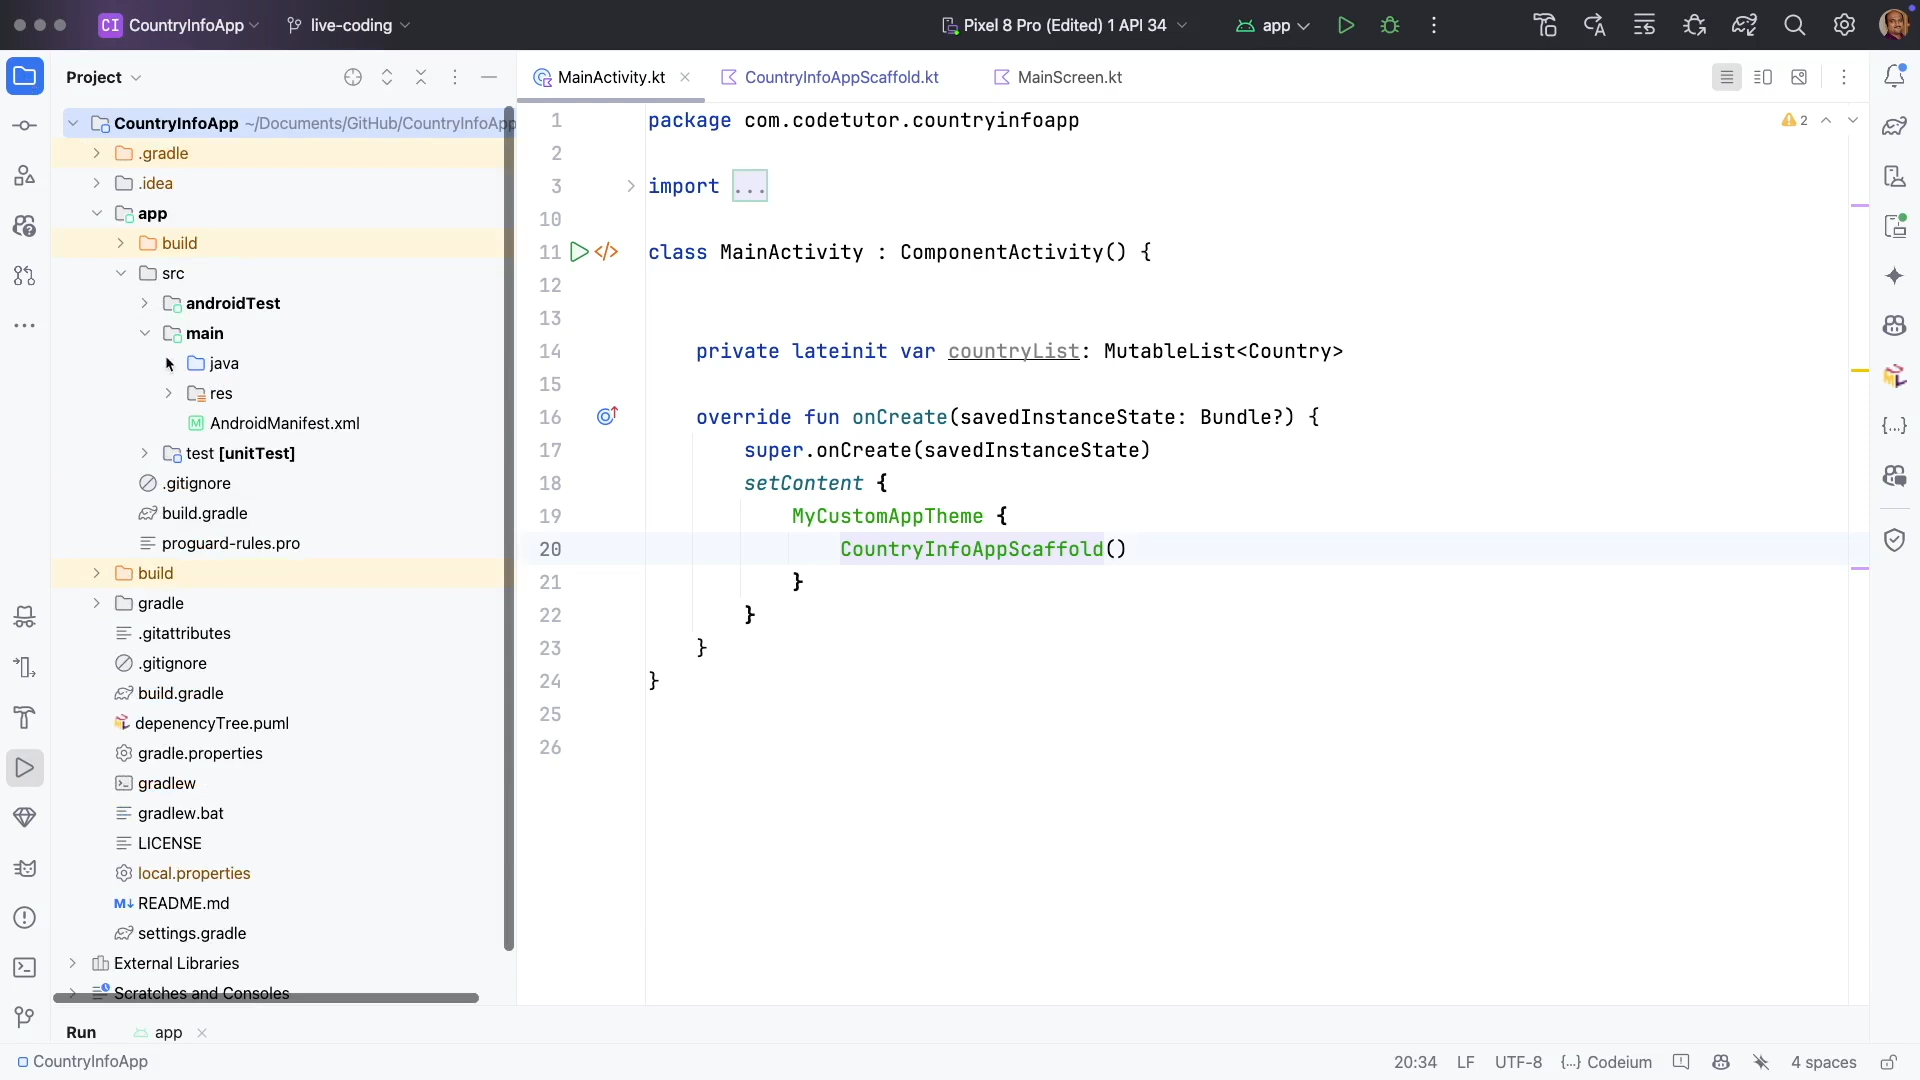 CI CountryInfoApp live-coding Pixel 8 Pro (Edited) 1 API 34 app
Project
MainActivity.kt CountryInfoAppScaffold.kt MainScreen.kt
CountryInfoApp ~/Documents/GitHub/CountryInfoApp
.gradle
.idea
app
build
src
androidTest
main
java
res
M AndroidManifest.xml
test [unitTest]
.gitignore
build.gradle
proguard-rules.pro
build
gradle
.gitattributes
.gitignore
build.gradle
depenencyTree.puml
gradle.properties
gradlew
gradlew.bat
LICENSE
local.properties
M↓ README.md
settings.gradle
External Libraries
Scratches and Consoles
1 package com.codetutor.countryinfoapp
2
2
3 import ...
10
11 class MainActivity : ComponentActivity() {
12
13
14 private lateinit var countryList: MutableList<Country>
15
16 override fun onCreate(savedInstanceState: Bundle?) {
17 super.onCreate(savedInstanceState)
18 setContent {
19 MyCustomAppTheme {
20 CountryInfoAppScaffold()
21 }
22 }
23 }
24 }
25
26
Run app
CountryInfoApp 20:34 LF UTF-8 {...} Codeium 4 spaces